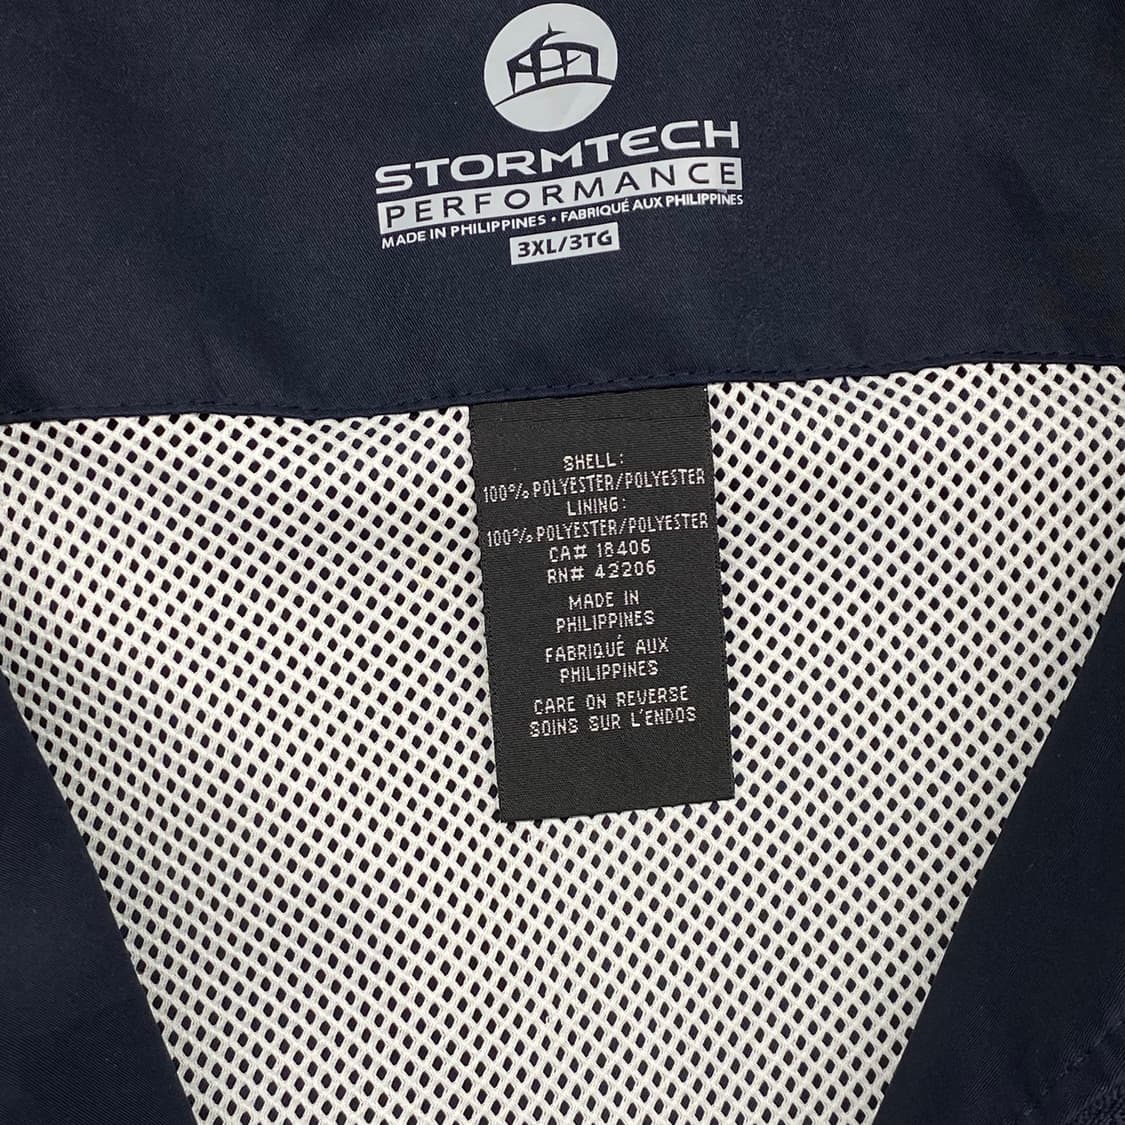 STORMTECH
PERFORMANCE
MADE IN PHILIPPINES • FABRIQUÉ AUX PHILIPPINES
3XL/3TG
SHELL:
100% POLYESTER/POLYESTER
LINING:
100% POLYESTER/POLYESTER
CA# 18406
RN# 42206
MADE IN
PHILIPPINES
FABRIQUÉ AUX
PHILIPPINES
CARE ON REVERSE
SOINS SUR L'ENDOS